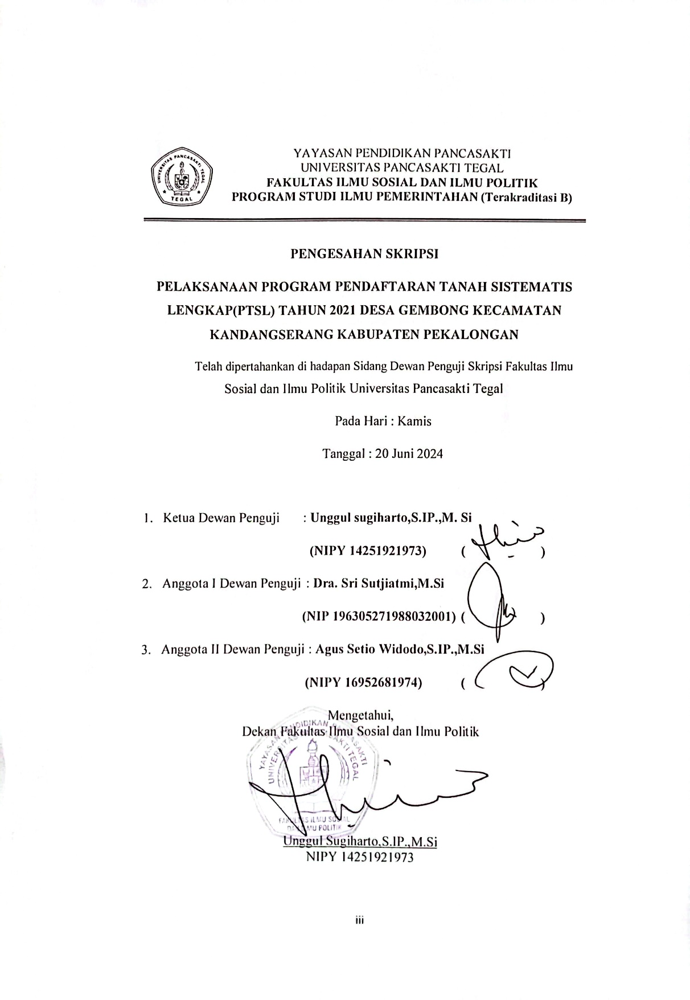 YAYASAN PENDIDIKAN PANCASAKTI
UNIVERSITAS PANCASAKTI TEGAL
FAKULTAS ILMU SOSIAL DAN ILMU POLITIK
PROGRAM STUDI ILMU PEMERINTAHAN (Terakraditasi B)
UNIVERSITAS PANCASAKTI TEGAL
TEGAL
PENGESAHAN SKRIPSI
PELAKSANAAN PROGRAM PENDAFTARAN TANAH SISTEMATIS
LENGKAP(PTSL) TAHUN 2021 DESA GEMBONG KECAMATAN
KANDANGSERANG KABUPATEN PEKALONGAN
Telah dipertahankan di hadapan Sidang Dewan Penguji Skripsi Fakultas Ilmu
Sosial dan Ilmu Politik Universitas Pancasakti Tegal
Pada Hari : Kamis
Tanggal : 20 Juni 2024
1. Ketua Dewan Penguji : Unggul sugiharto,S.IP.,M. Si
(NIPY 14251921973) ( )
2. Anggota I Dewan Penguji : Dra. Sri Sutjiatmi,M.Si
(NIP 196305271988032001) ( )
3. Anggota II Dewan Penguji : Agus Setio Widodo,S.IP.,M.Si
(NIPY 16952681974) ( )
Mengetahui,
Dekan Fakultas Ilmu Sosial dan Ilmu Politik
YAYASAN PENDIDIKAN PANCASAKTI
UNIVERSITAS PANCASAKTI TEGAL
FAKULTAS ILMU SOSIAL
DAN ILMU POLITIK
Unggul Sugiharto.S.IP.,M.Si
NIPY 14251921973
iii